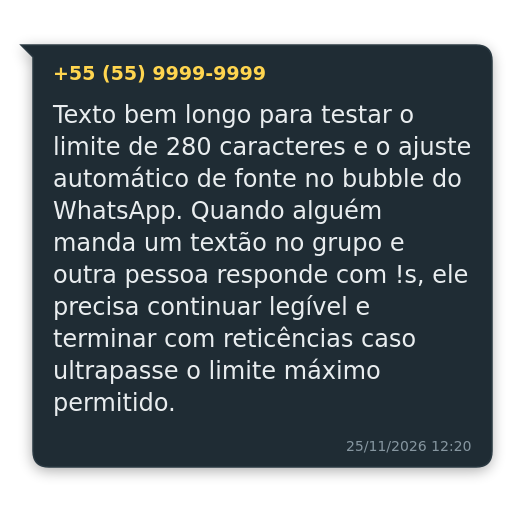 +55 (55) 9999-9999
Texto bem longo para testar o
limite de 280 caracteres e o ajuste
automático de fonte no bubble do
WhatsApp. Quando alguém
manda um textão no grupo e
outra pessoa responde com !s, ele
precisa continuar legível e
terminar com reticências caso
ultrapasse o limite máximo
permitido.
25/11/2026 12:20